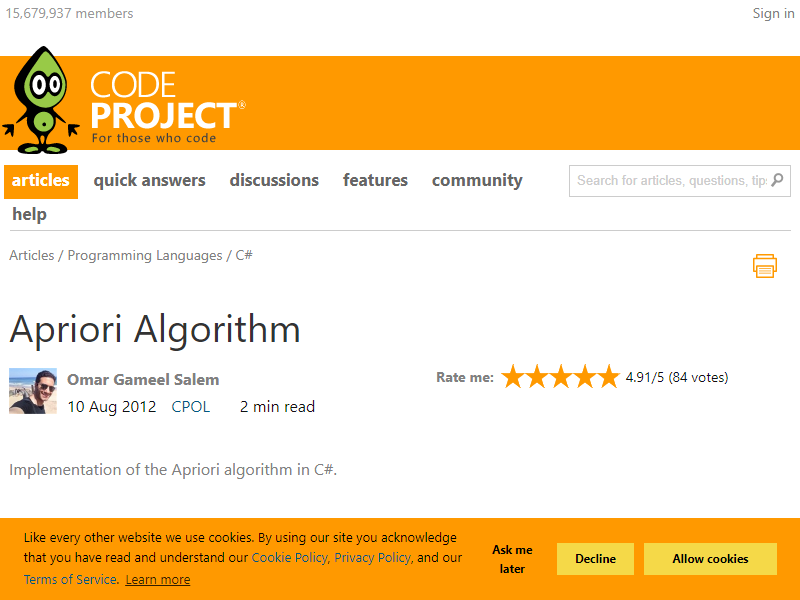 15,679,937 members
Sign in
CODE
PROJECT®
For those who code
articles quick answers discussions features community
Search for articles, questions, tips
help
Articles / Programming Languages / C#
Apriori Algorithm
Omar Gameel Salem
Rate me: 4.91/5 (84 votes)
10 Aug 2012 CPOL 2 min read
Implementation of the Apriori algorithm in C#.
Like every other website we use cookies. By using our site you acknowledge
that you have read and understand our Cookie Policy, Privacy Policy, and our
Terms of Service. Learn more
Ask me
later
Decline
Allow cookies